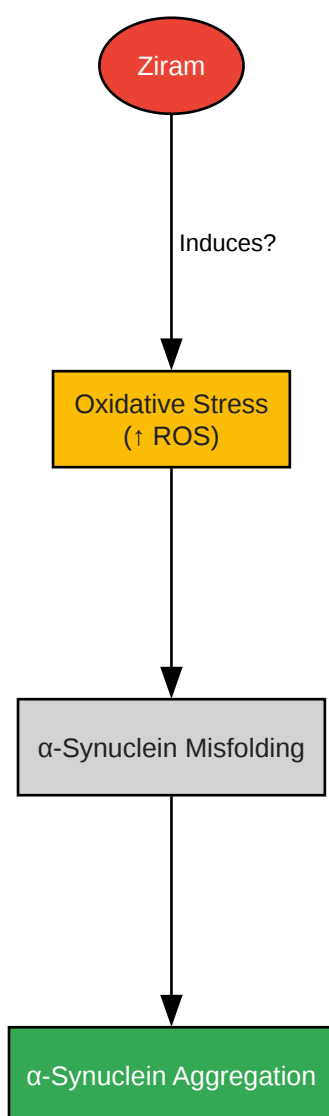 Ziram
Induces?
Oxidative Stress
(↑ ROS)
α-Synuclein Misfolding
α-Synuclein Aggregation